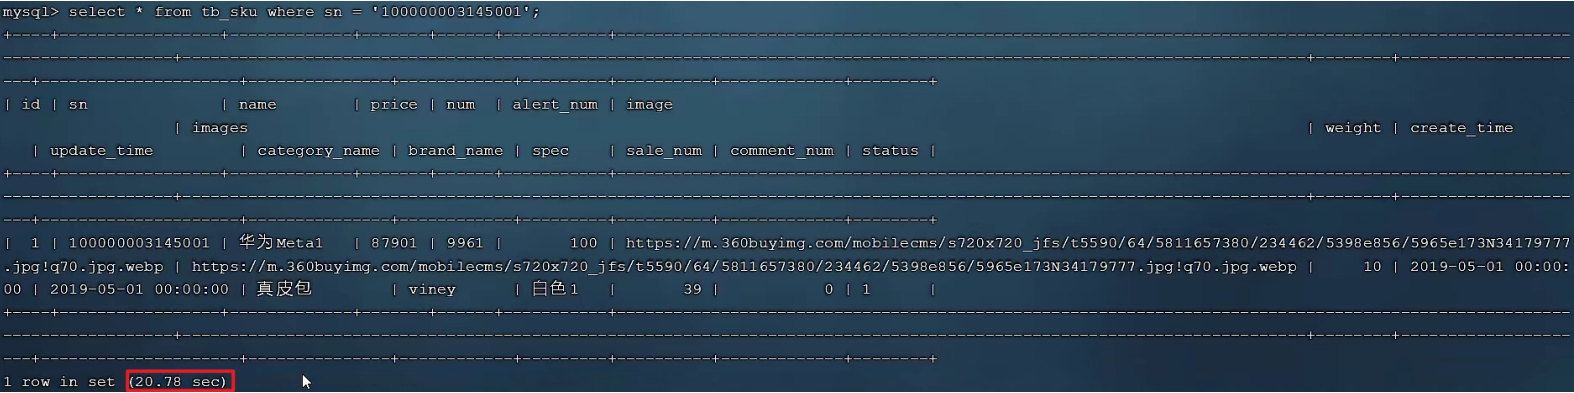 mysql> select * from tb_sku where sn = '100000003145001';
+----+-----------------+--------------+-------+------+-----------+------------------------------------------------------------------------------------------------------
------------------+------------------------------------------------------------------------------------------------------------------------+--------+------------------
---+---------------------+---------------+------------+---------+----------+-------------+--------+
| id | sn | name | price | num | alert_num | image
| images | weight | create_time
| update_time | category_name | brand_name | spec | sale_num | comment_num | status |
+----+-----------------+--------------+-------+------+-----------+------------------------------------------------------------------------------------------------------
------------------+------------------------------------------------------------------------------------------------------------------------+--------+------------------
---+---------------------+---------------+------------+---------+----------+-------------+--------+
| 1 | 100000003145001 | 华为Meta1 | 87901 | 9961 | 100 | https://m.360buyimg.com/mobilecms/s720x720_jfs/t5590/64/5811657380/234462/5398e856/5965e173N34179777
.jpg!q70.jpg.webp | https://m.360buyimg.com/mobilecms/s720x720_jfs/t5590/64/5811657380/234462/5398e856/5965e173N34179777.jpg!q70.jpg.webp | 10 | 2019-05-01 00:00:
00 | 2019-05-01 00:00:00 | 真皮包 | viney | 白色1 | 39 | 0 | 1 |
+----+-----------------+--------------+-------+------+-----------+------------------------------------------------------------------------------------------------------
------------------+------------------------------------------------------------------------------------------------------------------------+--------+------------------
---+---------------------+---------------+------------+---------+----------+-------------+--------+
1 row in set (20.78 sec)